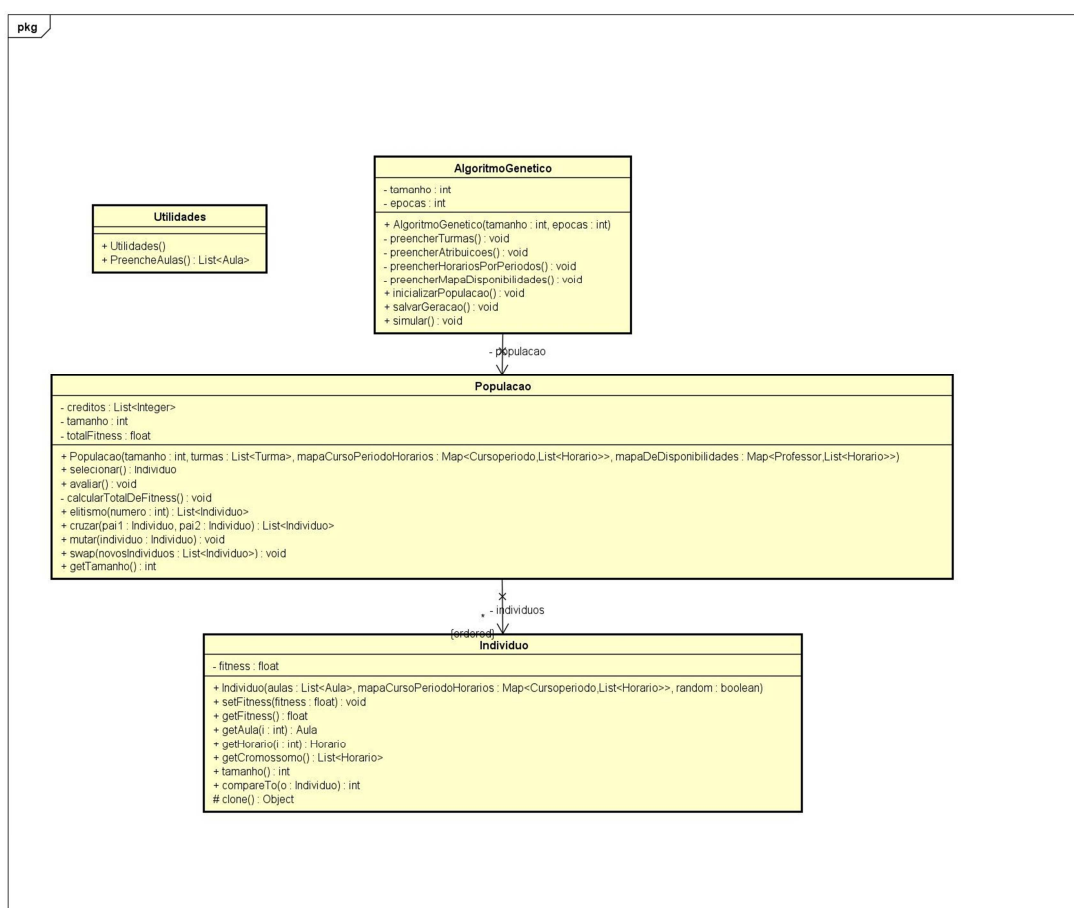 pkg
AlgoritmoGenetico
- tamanho : int
- epocas : int
+ AlgoritmoGenetico(tamanho : int, epocas : int)
- preencherTurmas() : void
- preencherAtribuicoes() : void
- preencherHorariosPorPeriodos() : void
- preencherMapaDisponibilidades() : void
+ inicializarPopulacao() : void
+ salvarGeracao() : void
+ simular() : void
Utilidades
+ Utilidades()
+ PreencheAulas() : List<Aula>
- populacao
Populacao
- creditos : List<Integer>
- tamanho : int
- totalFitness : float
+ Populacao(tamanho : int, turmas : List<Turma>, mapaCursoPeriodoHorarios : Map<Cursoperiodo,List<Horario>>, mapaDeDisponibilidades : Map<Professor,List<Horario>>)
+ selecionar() : Individuo
+ avaliar() : void
- calcularTotalDeFitness() : void
+ elitismo(numero : int) : List<Individuo>
+ cruzar(pai1 : Individuo, pai2 : Individuo) : List<Individuo>
+ mutar(individuo : Individuo) : void
+ swap(novosIndividuos : List<Individuo>) : void
+ getTamanho() : int
- individuos
*
{ordered}
Individuo
- fitness : float
+ Individuo(aulas : List<Aula>, mapaCursoPeriodoHorarios : Map<Cursoperiodo,List<Horario>>, random : boolean)
+ setFitness(fitness : float) : void
+ getFitness() : float
+ getAula(i : int) : Aula
+ getHorario(i : int) : Horario
+ getCromossomo() : List<Horario>
+ tamanho() : int
+ compareTo(o : Individuo) : int
# clone() : Object